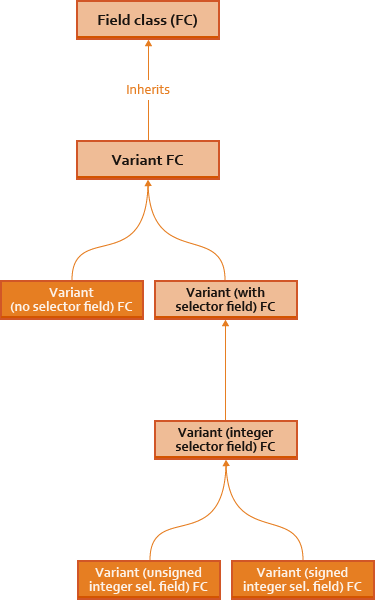 Field class (FC)
Inherits
Variant FC
Variant
(no selector field) FC
Variant (with
selector field) FC
Variant (integer
selector field) FC
Variant (unsigned
integer sel. field) FC
Variant (signed
integer sel. field) FC